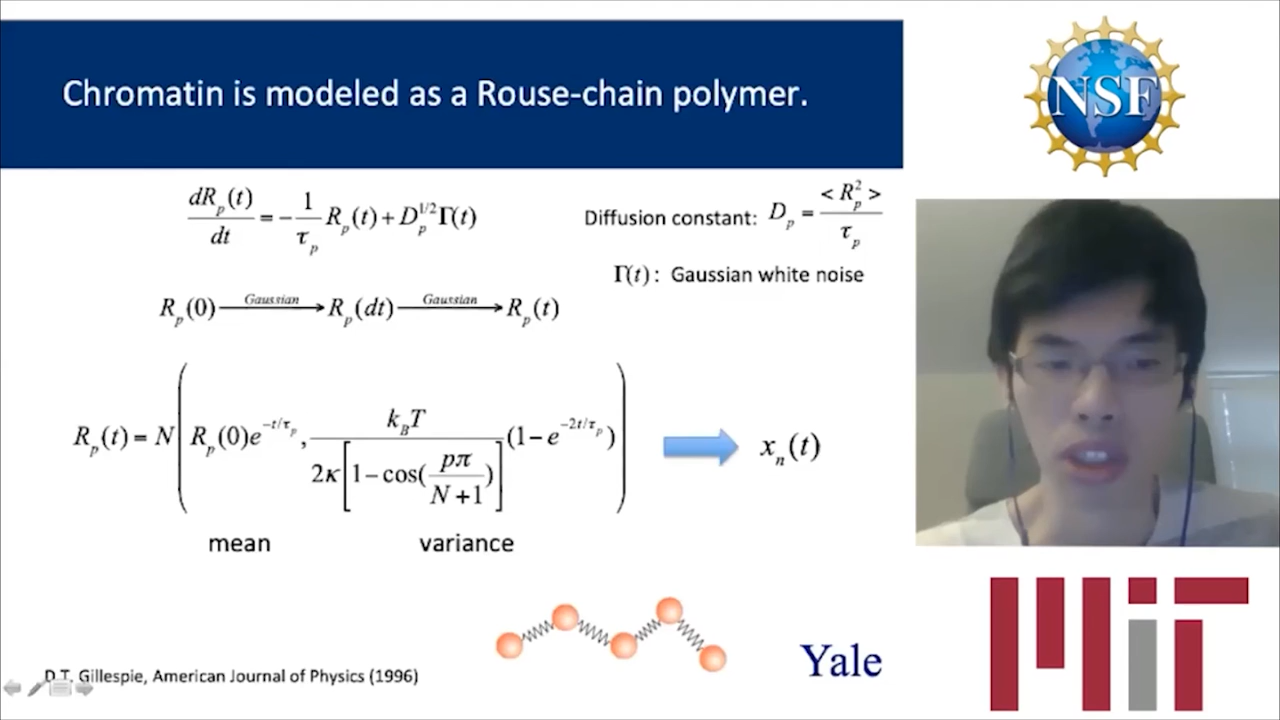 Chromatin is modeled as a Rouse-chain polymer.
NSF
dR_p(t)/dt = -1/τ_p R_p(t) + D_p^{1/2} Γ(t)
Diffusion constant: D_p = <R_p^2>/τ_p
Γ(t) : Gaussian white noise
R_p(0) —Gaussian→ R_p(dt) —Gaussian→ R_p(t)
R_p(t) = N( R_p(0)e^{-t/τ_p}, k_BT / 2κ[1-cos(pπ/N+1)] (1-e^{-2t/τ_p}) ) x_n(t)
mean variance
Yale
MIT
D.T. Gillespie, American Journal of Physics (1996)